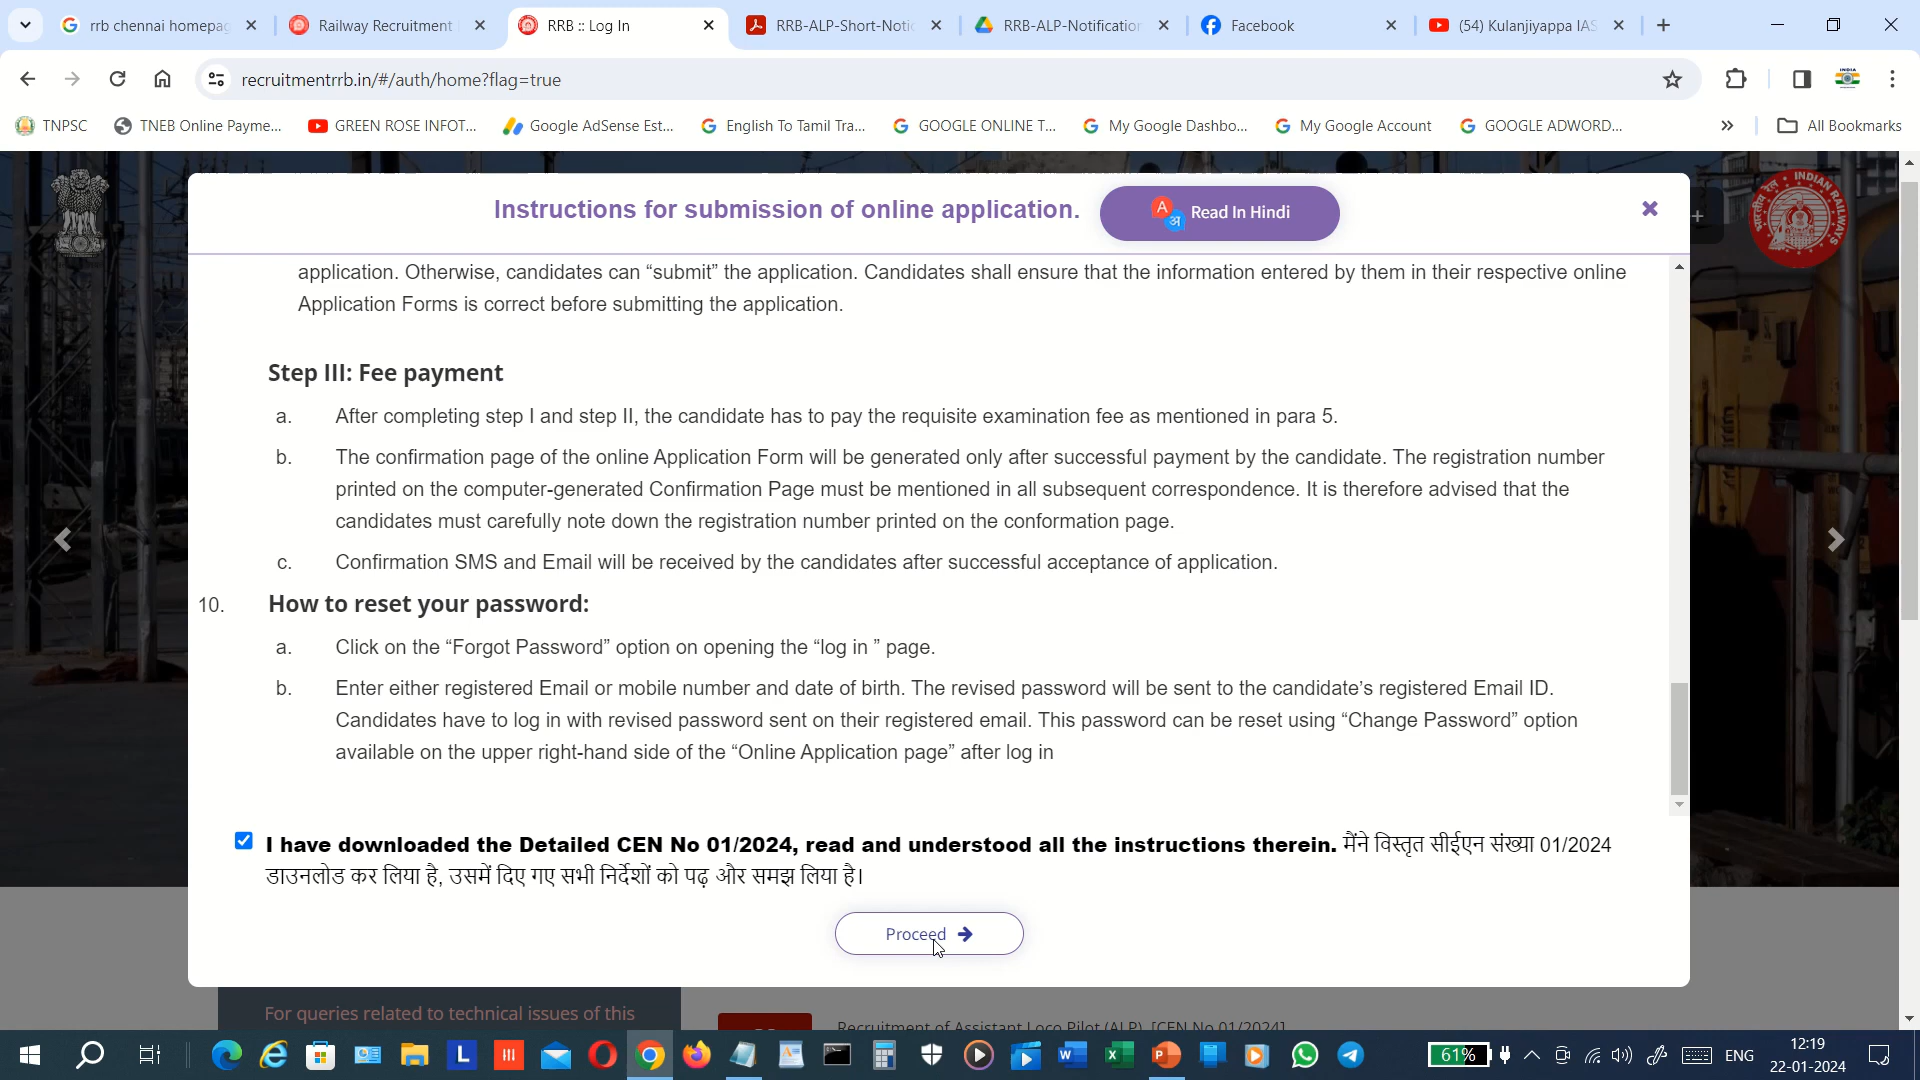 rrb chennai homepag
Railway Recruitment
RRB :: Log In
RRB-ALP-Short-Notic
RRB-ALP-Notification
Facebook
(54) Kulanjiyappa IAS
recruitmentrrb.in/#/auth/home?flag=true
TNPSC
TNEB Online Payme...
GREEN ROSE INFOT...
Google AdSense Est...
English To Tamil Tra...
GOOGLE ONLINE T...
My Google Dashbo...
My Google Account
GOOGLE ADWORD...
All Bookmarks
Instructions for submission of online application.
Read In Hindi
application. Otherwise, candidates can “submit” the application. Candidates shall ensure that the information entered by them in their respective online
Application Forms is correct before submitting the application.
Step III: Fee payment
a. After completing step I and step II, the candidate has to pay the requisite examination fee as mentioned in para 5.
b. The confirmation page of the online Application Form will be generated only after successful payment by the candidate. The registration number
printed on the computer-generated Confirmation Page must be mentioned in all subsequent correspondence. It is therefore advised that the
candidates must carefully note down the registration number printed on the conformation page.
c. Confirmation SMS and Email will be received by the candidates after successful acceptance of application.
10. How to reset your password:
a. Click on the “Forgot Password” option on opening the “log in ” page.
b. Enter either registered Email or mobile number and date of birth. The revised password will be sent to the candidate’s registered Email ID.
Candidates have to log in with revised password sent on their registered email. This password can be reset using “Change Password” option
available on the upper right-hand side of the “Online Application page” after log in
I have downloaded the Detailed CEN No 01/2024, read and understood all the instructions therein. मैंने विस्तृत सीईएन संख्या 01/2024
डाउनलोड कर लिया है, उसमें दिए गए सभी निर्देशों को पढ़ और समझ लिया है।
Proceed
For queries related to technical issues of this
Recruitment of Assistant Loco Pilot (ALP) [CEN No 01/2024]
61%
ENG
12:19
22-01-2024